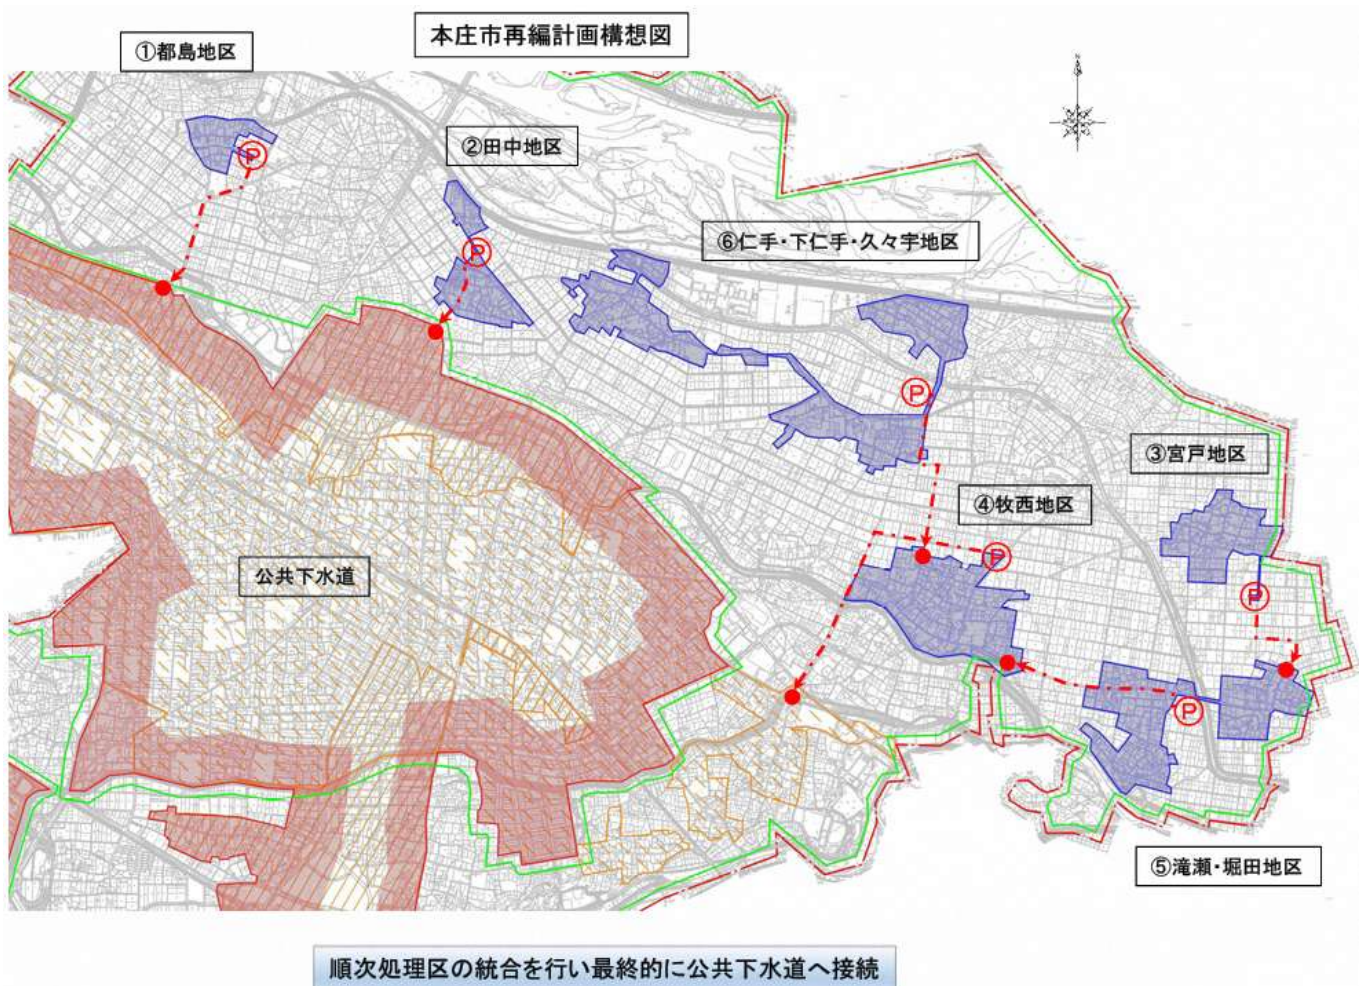 本庄市再編計画構想図
①都島地区
②田中地区
⑥仁手・下仁手・久々宇地区
③宮戸地区
④牧西地区
公共下水道
⑤滝瀬・堀田地区
P
P
P
P
P
P
N
順次処理区の統合を行い最終的に公共下水道へ接続